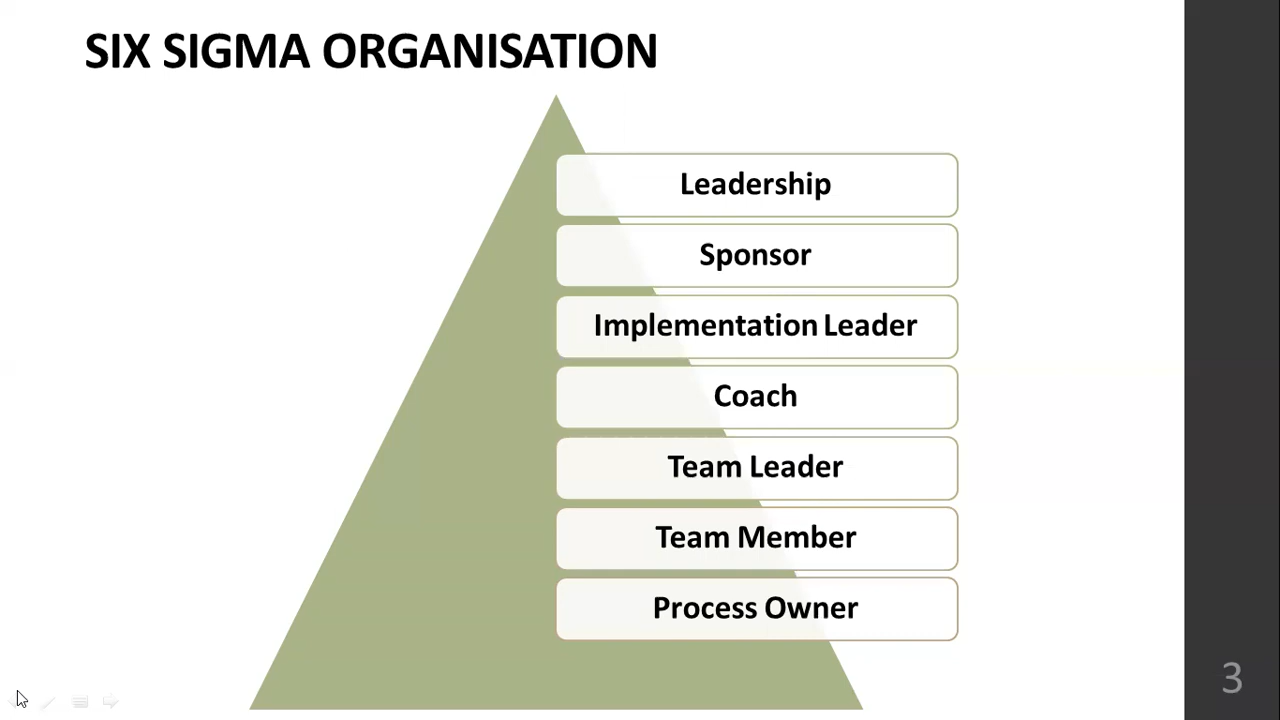 SIX SIGMA ORGANISATION
Leadership
Sponsor
Implementation Leader
Coach
Team Leader
Team Member
Process Owner
3